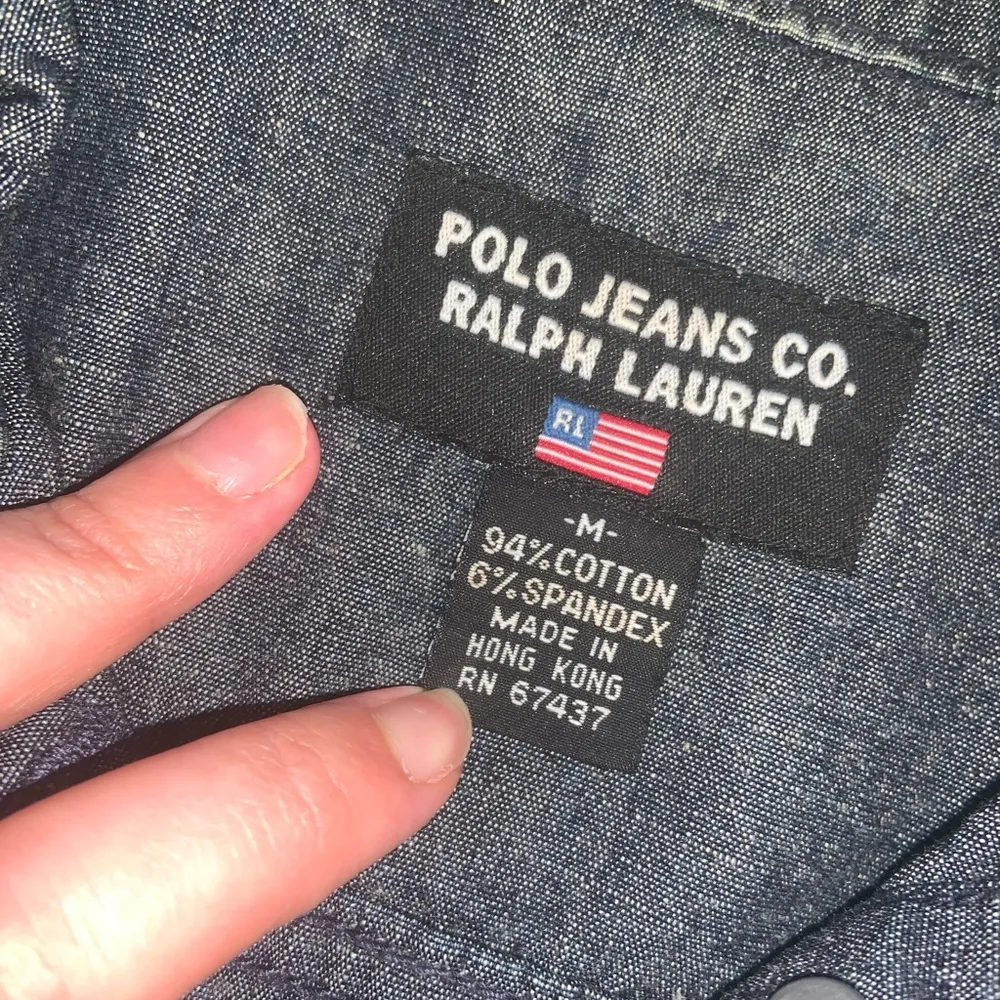 POLO JEANS CO.
RALPH LAUREN
RL
-M-
94% COTTON
6% SPANDEX
MADE IN
HONG KONG
RN 67437